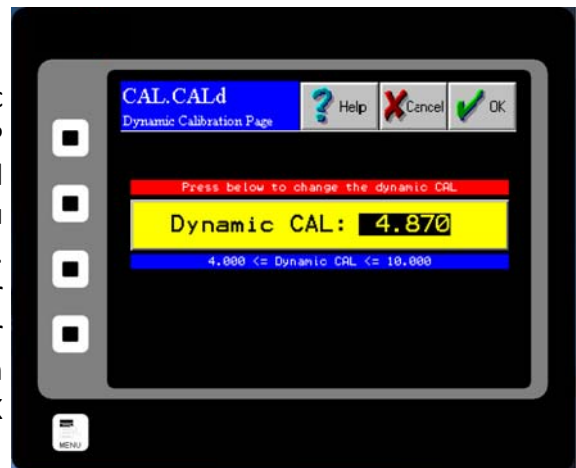 CAL.CALd
Dynamic Calibration Page
Help
Cancel
OK
Press below to change the dynamic CAL
Dynamic CAL: 4.870
4.000 <= Dynamic CAL <= 10.000
MENU